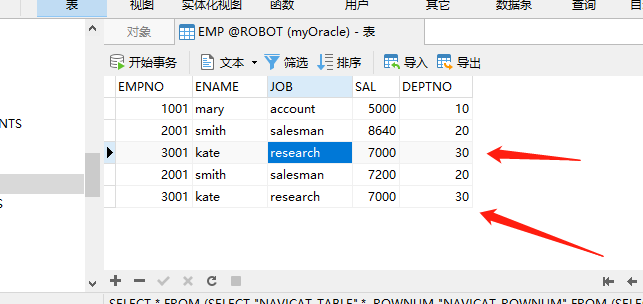 表 视图 实体化视图 函数 用户 其它 数据泵 查询
对象 EMP @ROBOT (myOracle) - 表
开始事务 文本 筛选 排序 导入 导出
EMPNO ENAME JOB SAL DEPTNO
1001 mary account 5000 10
2001 smith salesman 8640 20
3001 kate research 7000 30
2001 smith salesman 7200 20
3001 kate research 7000 30
NTS
S
SELECT * FROM (SELECT "NAVICAT_TABLE".*, ROWNUM "NAVICAT_ROWNUM" FROM